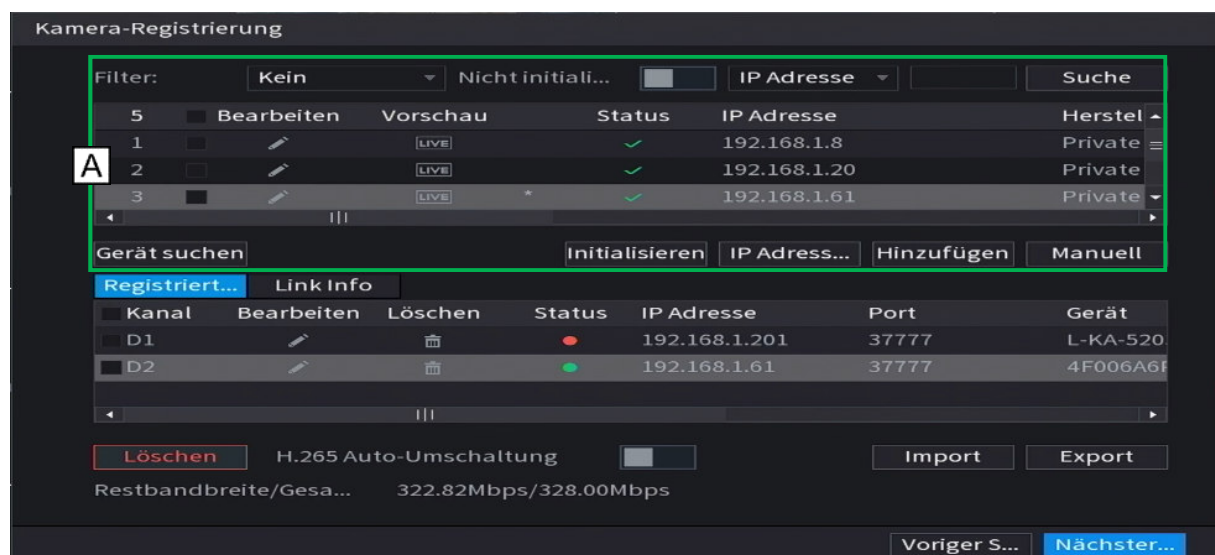 Kamera-Registrierung
Filter: Kein Nicht initiali... IP Adresse Suche
5 Bearbeiten Vorschau Status IP Adresse Herstel
1 LIVE 192.168.1.8 Private
A
2 LIVE 192.168.1.20 Private
3 LIVE * 192.168.1.61 Private
Gerät suchen Initialisieren IP Adress... Hinzufügen Manuell
Registriert... Link Info
Kanal Bearbeiten Löschen Status IP Adresse Port Gerät
D1 192.168.1.201 37777 L-KA-520
D2 192.168.1.61 37777 4F006A6F
Löschen H.265 Auto-Umschaltung Import Export
Restbandbreite/Gesa... 322.82Mbps/328.00Mbps
Voriger S... Nächster...